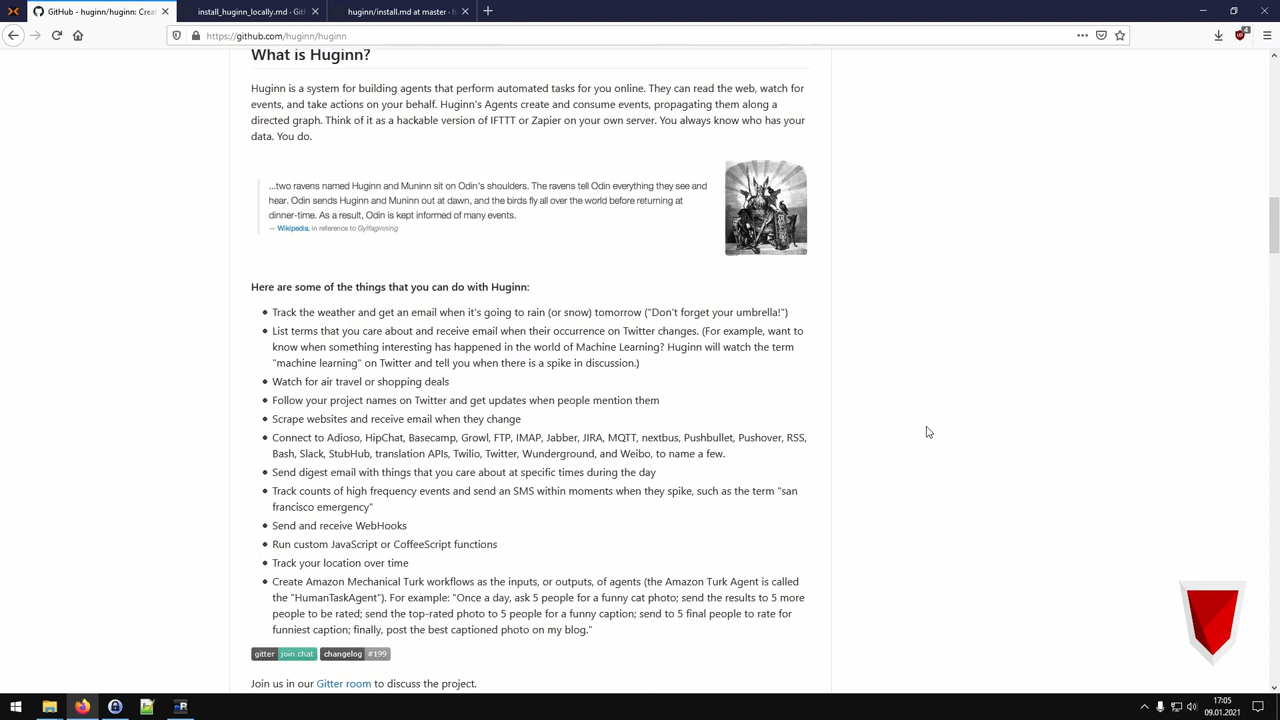 GitHub - huginn/huginn: Creat
install_huginn_locally.md · Git
huginn/install.md at master · h
https://github.com/huginn/huginn
4
What is Huginn?
Huginn is a system for building agents that perform automated tasks for you online. They can read the web, watch for
events, and take actions on your behalf. Huginn's Agents create and consume events, propagating them along a
directed graph. Think of it as a hackable version of IFTTT or Zapier on your own server. You always know who has your
data. You do.
...two ravens named Huginn and Muninn sit on Odin's shoulders. The ravens tell Odin everything they see and
hear. Odin sends Huginn and Muninn out at dawn, and the birds fly all over the world before returning at
dinner-time. As a result, Odin is kept informed of many events.
— Wikipedia, in reference to Gylfaginning
Here are some of the things that you can do with Huginn:
• Track the weather and get an email when it's going to rain (or snow) tomorrow ("Don't forget your umbrella!")
• List terms that you care about and receive email when their occurrence on Twitter changes. (For example, want to
know when something interesting has happened in the world of Machine Learning? Huginn will watch the term
"machine learning" on Twitter and tell you when there is a spike in discussion.)
• Watch for air travel or shopping deals
• Follow your project names on Twitter and get updates when people mention them
• Scrape websites and receive email when they change
• Connect to Adioso, HipChat, Basecamp, Growl, FTP, IMAP, Jabber, JIRA, MQTT, nextbus, Pushbullet, Pushover, RSS,
Bash, Slack, StubHub, translation APIs, Twilio, Twitter, Wunderground, and Weibo, to name a few.
• Send digest email with things that you care about at specific times during the day
• Track counts of high frequency events and send an SMS within moments when they spike, such as the term "san
francisco emergency"
• Send and receive WebHooks
• Run custom JavaScript or CoffeeScript functions
• Track your location over time
• Create Amazon Mechanical Turk workflows as the inputs, or outputs, of agents (the Amazon Turk Agent is called
the "HumanTaskAgent"). For example: "Once a day, ask 5 people for a funny cat photo; send the results to 5 more
people to be rated; send the top-rated photo to 5 people for a funny caption; send to 5 final people to rate for
funniest caption; finally, post the best captioned photo on my blog."
gitter join chat changelog #199
Join us in our Gitter room to discuss the project.
17:05
09.01.2021